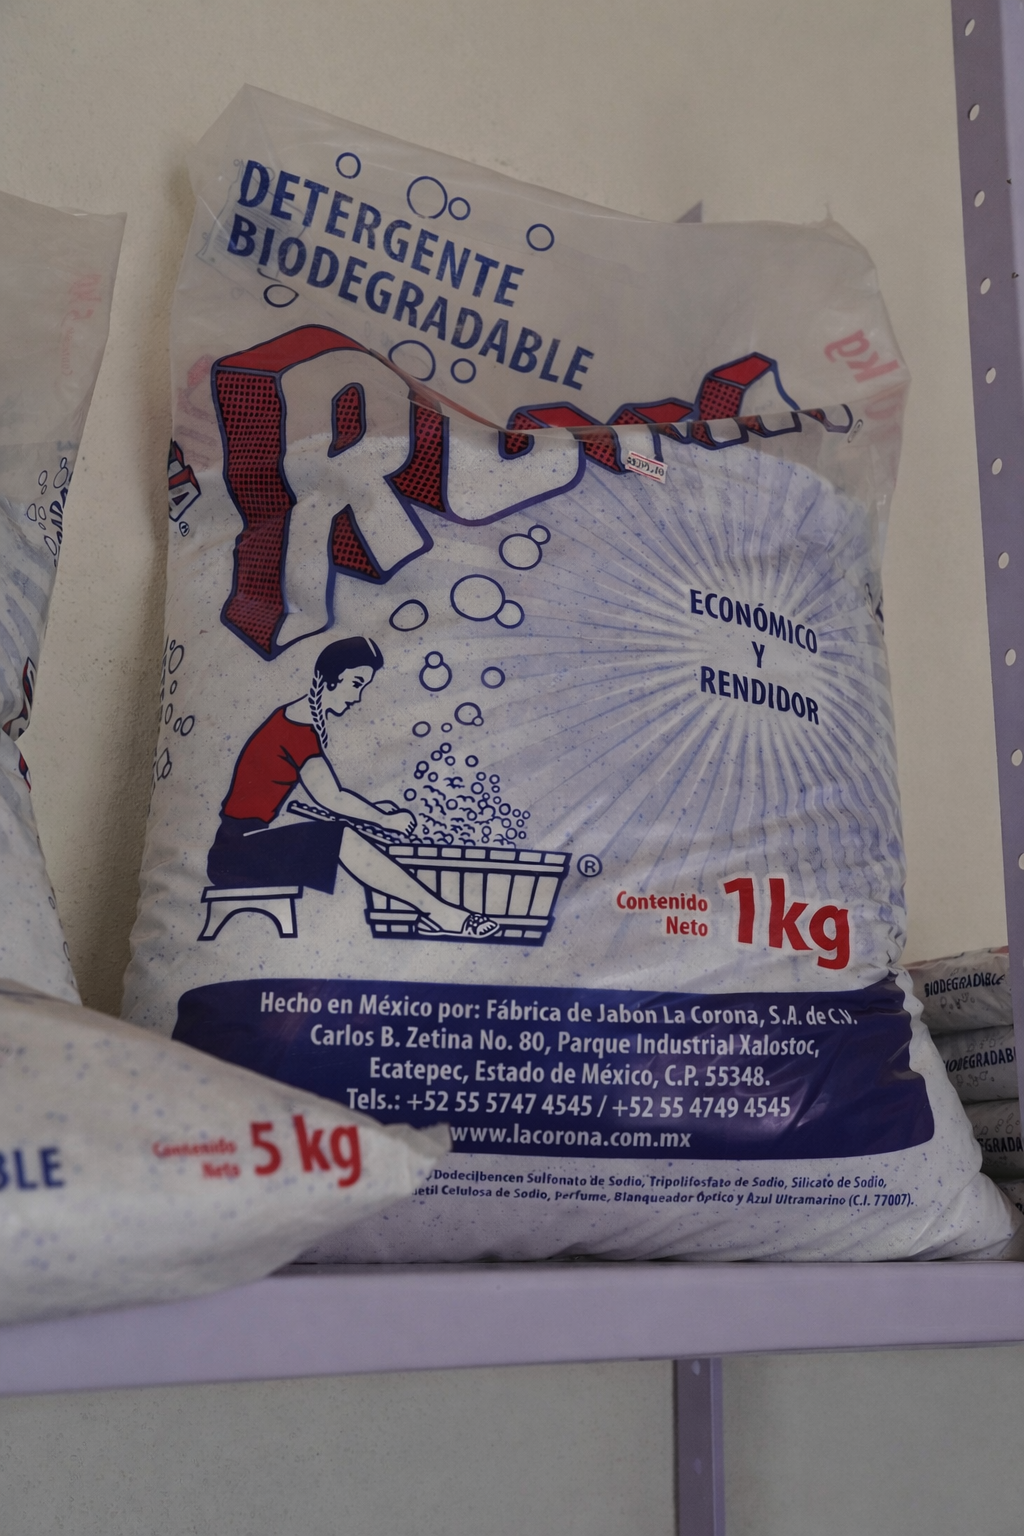 DETERGENTE
BIODEGRADABLE
ECONÓMICO
Y
RENDIDOR
®
Contenido
Neto
1kg
Hecho en México por: Fábrica de Jabón La Corona, S.A. de C.V.
Carlos B. Zetina No. 80, Parque Industrial Xalostoc,
Ecatepec, Estado de México, C.P. 55348.
Tels.: +52 55 5747 4545 / +52 55 4749 4545
www.lacorona.com.mx
Dodecilbencen Sulfonato de Sodio, Tripolifosfato de Sodio, Silicato de Sodio,
Celulosa de Sodio, Perfume, Blanqueador Óptico y Azul Ultramarino (C.I. 77007).
BLE
Contenido
Neto
5 kg
BIODEGRADABLE